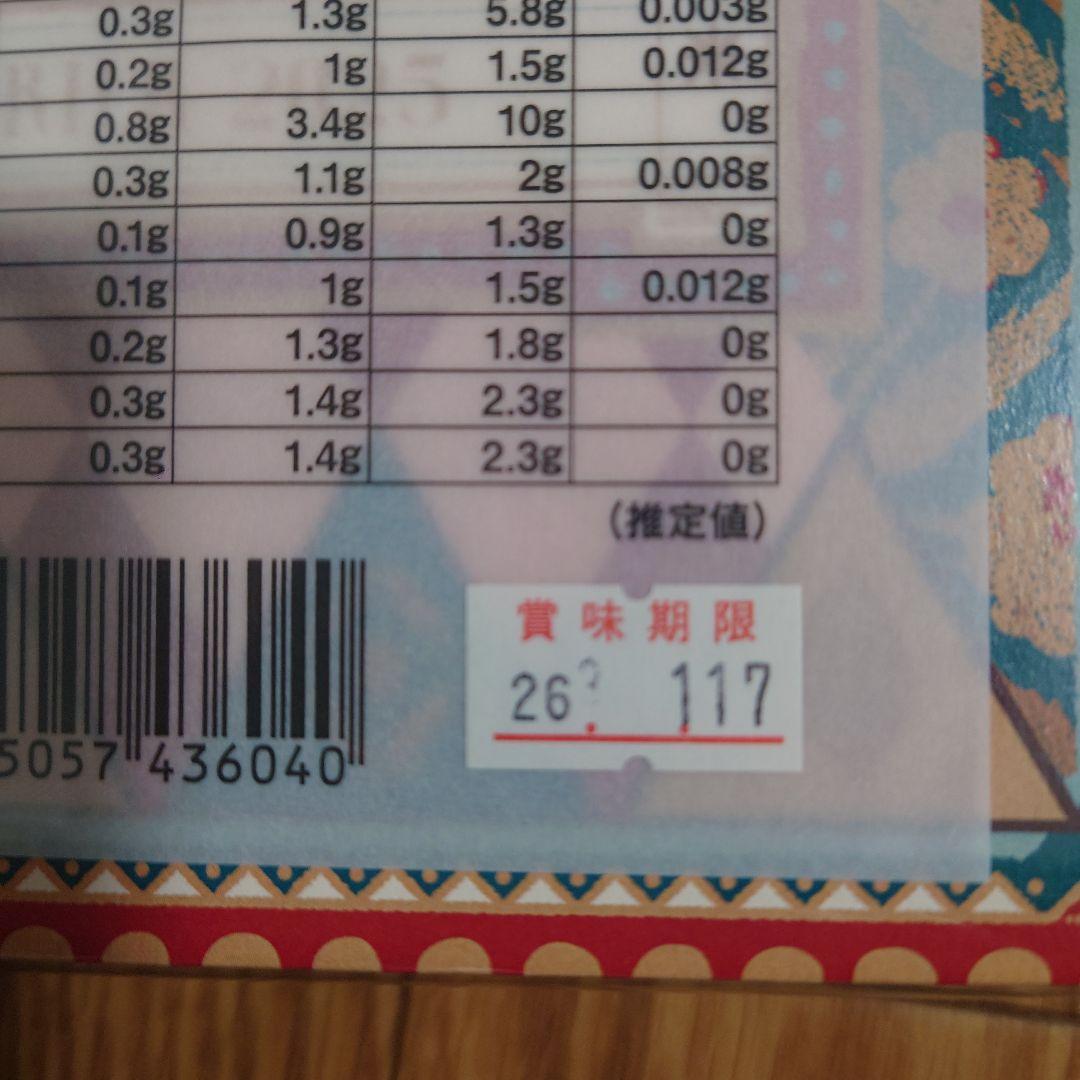 0.3g 1.3g 5.8g 0.003g
0.2g 1g 1.5g 0.012g
0.8g 3.4g 10g 0g
0.3g 1.1g 2g 0.008g
0.1g 0.9g 1.3g 0g
0.1g 1g 1.5g 0.012g
0.2g 1.3g 1.8g 0g
0.3g 1.4g 2.3g 0g
0.3g 1.4g 2.3g 0g
(推定値)
賞味期限
26. 1.17
5057 436040